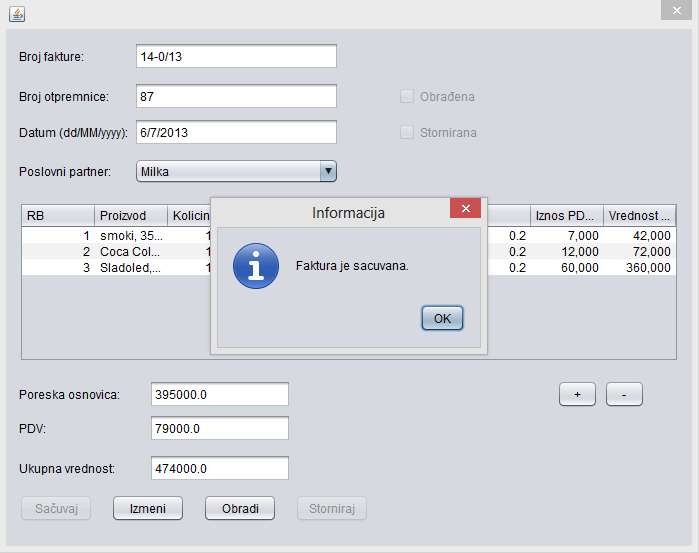 Broj fakture: 14-0/13
Broj otpremnice: 87 Obrađena
Datum (dd/MM/yyyy): 6/7/2013 Stornirana
Poslovni partner: Milka
RB Proizvod Kolicin Iznos PD... Vrednost ...
1 smoki, 35... 1 0.2 7,000 42,000
2 Coca Col... 1 0.2 12,000 72,000
3 Sladoled,... 1 0.2 60,000 360,000
Informacija
Faktura je sacuvana.
OK
Poreska osnovica: 395000.0 + -
PDV: 79000.0
Ukupna vrednost: 474000.0
Sačuvaj Izmeni Obradi Storniraj